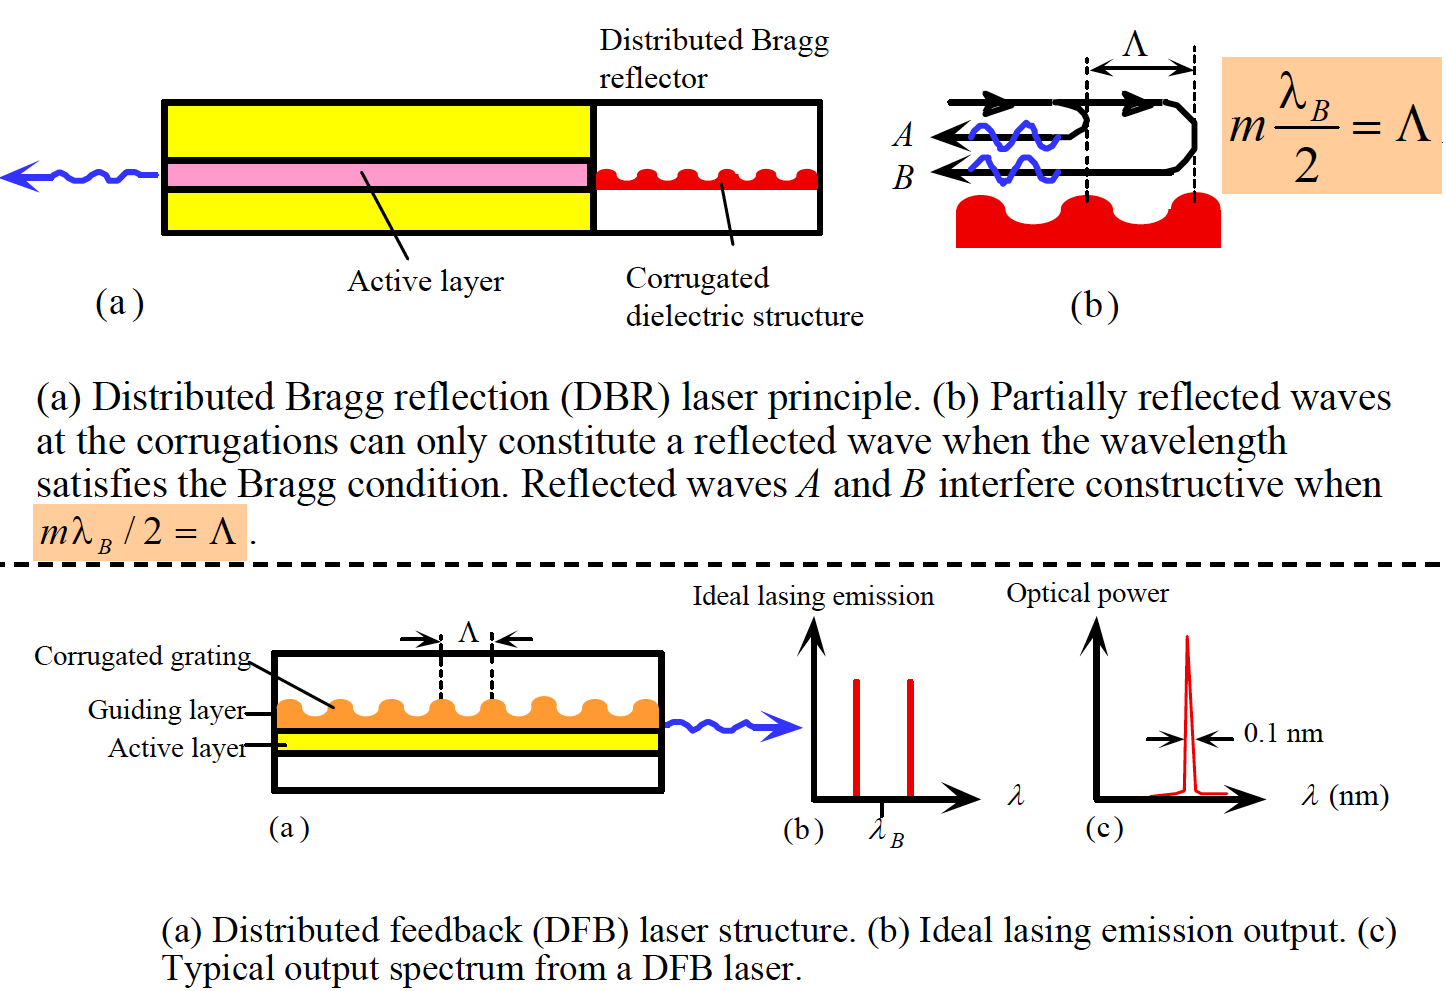 Distributed Bragg
reflector
Active layer
Corrugated
dielectric structure
(a)
Λ
A
B
(b)
m λ_B / 2 = Λ
(a) Distributed Bragg reflection (DBR) laser principle. (b) Partially reflected waves
at the corrugations can only constitute a reflected wave when the wavelength
satisfies the Bragg condition. Reflected waves A and B interfere constructive when
mλ_B / 2 = Λ .
Corrugated grating
Guiding layer
Active layer
Λ
(a)
Ideal lasing emission
λ
λ_B
(b)
Optical power
0.1 nm
λ (nm)
(c)
(a) Distributed feedback (DFB) laser structure. (b) Ideal lasing emission output. (c)
Typical output spectrum from a DFB laser.